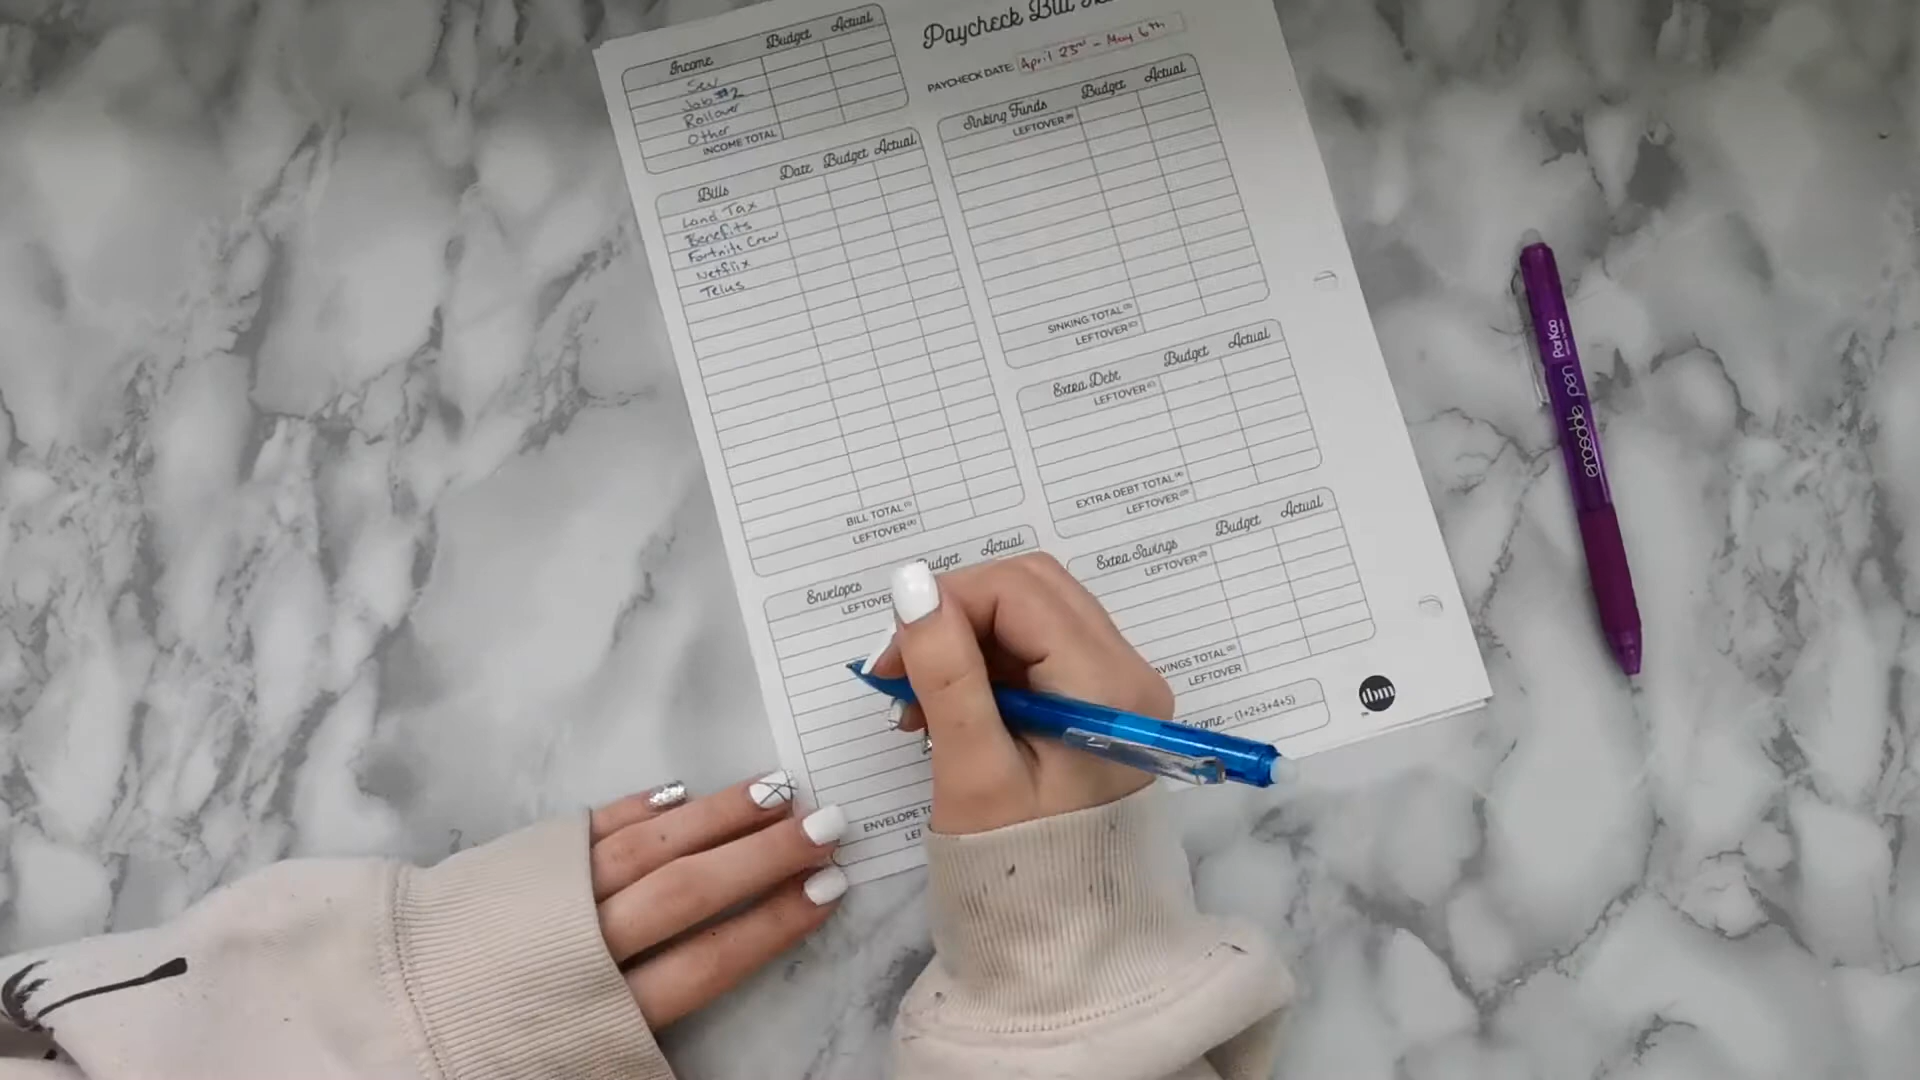 Income Budget Actual
Job #2
Rollover
Other
INCOME TOTAL
Bills Date Budget Actual
Land Tax
Benefits
Fortnite Crew
Netflix
Telus
BILL TOTAL
LEFTOVER
Envelopes Budget Actual
LEFTOVER
ENVELOPE
Paycheck Bill
PAYCHECK DATE: April 23rd - May 6th
Sinking Funds Budget Actual
LEFTOVER
SINKING TOTAL
LEFTOVER
Extra Debt Budget Actual
LEFTOVER
EXTRA DEBT TOTAL
LEFTOVER
Extra Savings Budget Actual
LEFTOVER
SAVINGS TOTAL
LEFTOVER
Income - (1+2+3+4+5)
tbm
erasable pen ParKoo